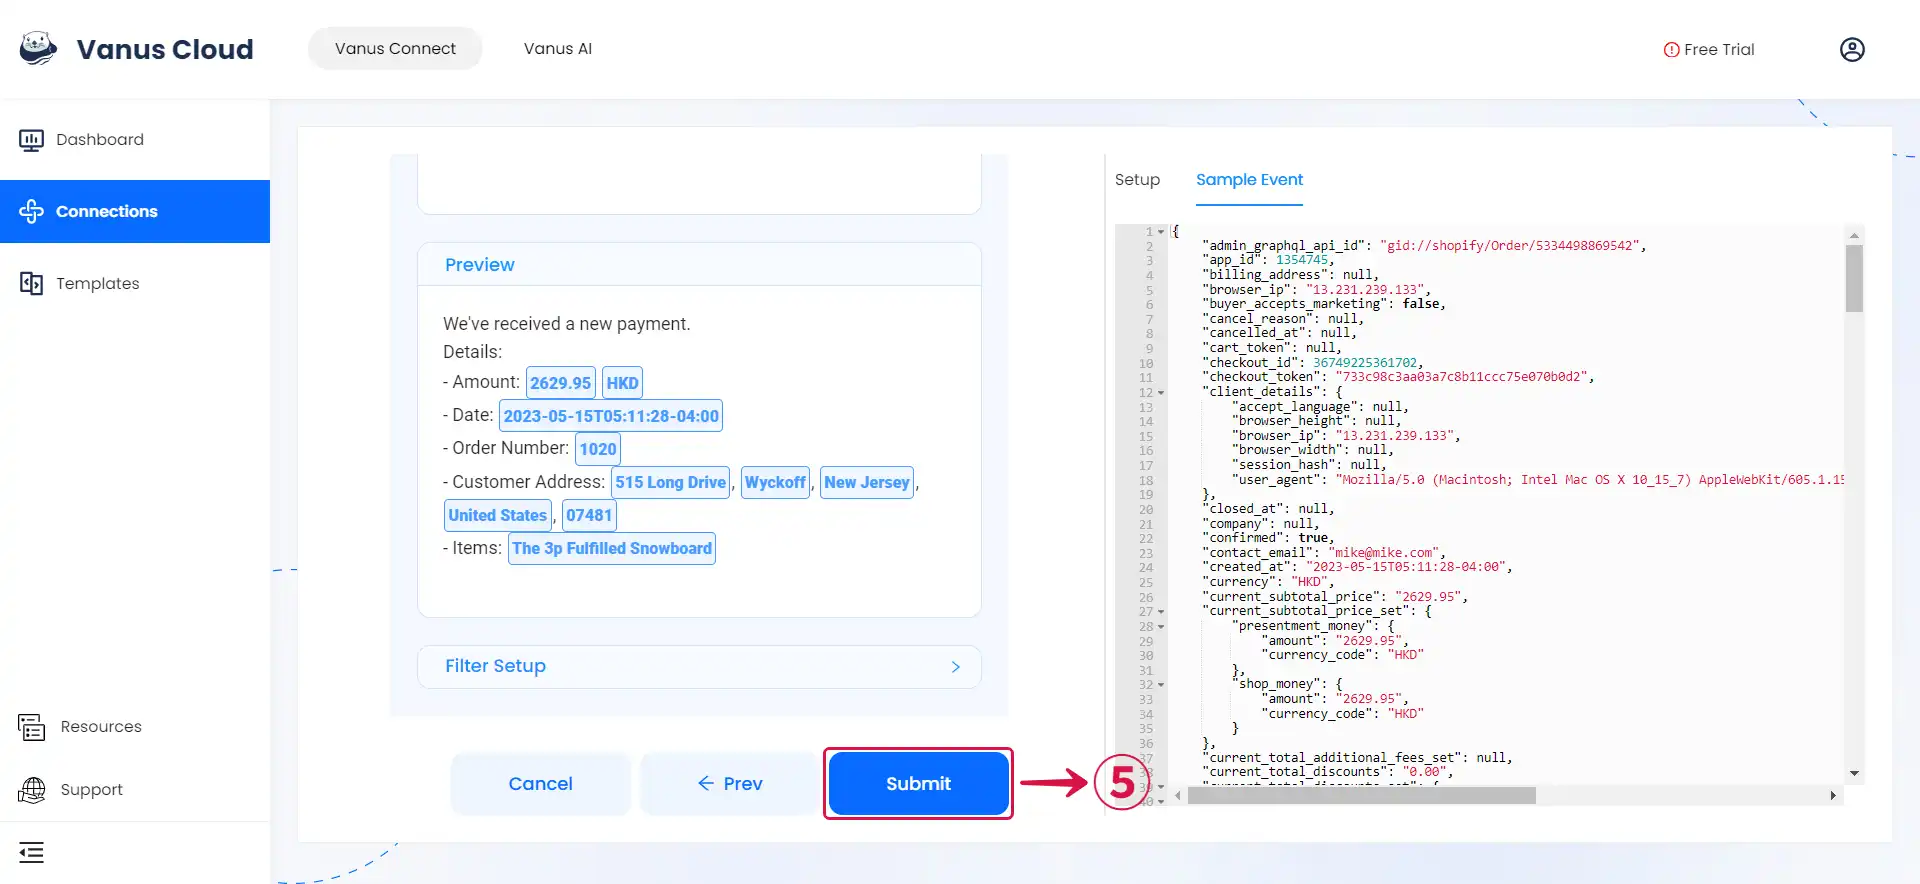 Vanus Cloud
Vanus Connect
Vanus AI
Free Trial
Dashboard
Connections
Templates
Resources
Support
Preview
We've received a new payment.
Details:
- Amount: 2629.95 HKD
- Date: 2023-05-15T05:11:28-04:00
- Order Number: 1020
- Customer Address: 515 Long Drive, Wyckoff, New Jersey,
United States, 07481
- Items: The 3p Fulfilled Snowboard
Filter Setup
Cancel
Prev
Submit
5
Setup
Sample Event
1 {
2 "admin_graphql_api_id": "gid://shopify/Order/5334498869542",
3 "app_id": 1354745,
4 "billing_address": null,
5 "browser_ip": "13.231.239.133",
6 "buyer_accepts_marketing": false,
7 "cancel_reason": null,
8 "cancelled_at": null,
9 "cart_token": null,
10 "checkout_id": 36749225361702,
11 "checkout_token": "733c98c3aa03a7c8b11ccc75e070b0d2",
12 "client_details": {
13 "accept_language": null,
14 "browser_height": null,
15 "browser_ip": "13.231.239.133",
16 "browser_width": null,
17 "session_hash": null,
18 "user_agent": "Mozilla/5.0 (Macintosh; Intel Mac OS X 10_15_7) AppleWebKit/605.1.15
19 },
20 "closed_at": null,
21 "company": null,
22 "confirmed": true,
23 "contact_email": "mike@mike.com",
24 "created_at": "2023-05-15T05:11:28-04:00",
25 "currency": "HKD",
26 "current_subtotal_price": "2629.95",
27 "current_subtotal_price_set": {
28 "presentment_money": {
29 "amount": "2629.95",
30 "currency_code": "HKD"
31 },
32 "shop_money": {
33 "amount": "2629.95",
34 "currency_code": "HKD"
35 }
36 },
37 "current_total_additional_fees_set": null,
38 "current_total_discounts": "0.00",
39
40